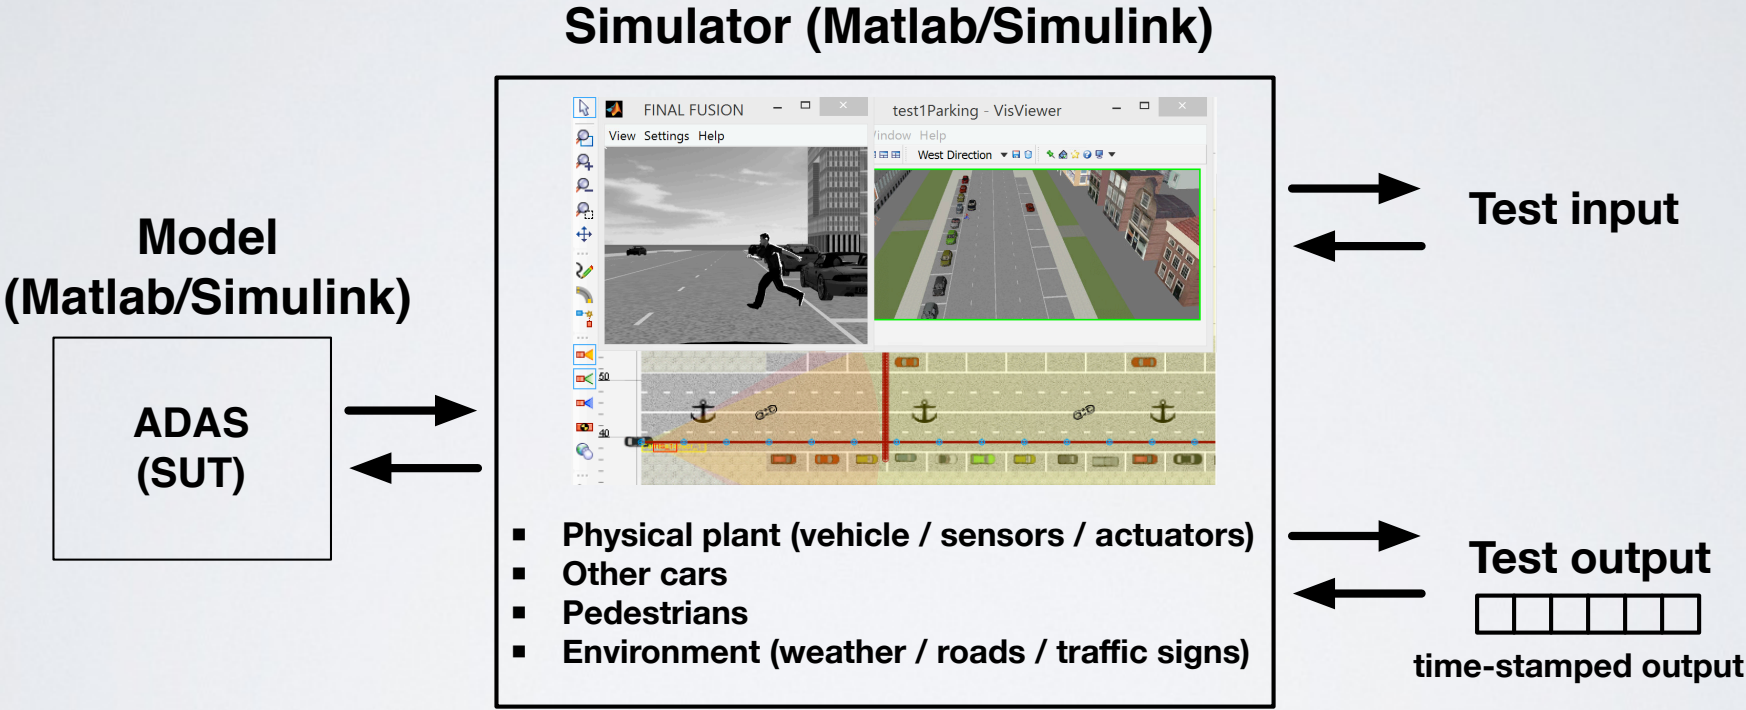 Simulator (Matlab/Simulink)
Model
(Matlab/Simulink)
ADAS
(SUT)
FINAL FUSION
View Settings Help
test1Parking - VisViewer
indow Help
West Direction
50
40
▪ Physical plant (vehicle / sensors / actuators)
▪ Other cars
▪ Pedestrians
▪ Environment (weather / roads / traffic signs)
Test input
Test output
time-stamped output